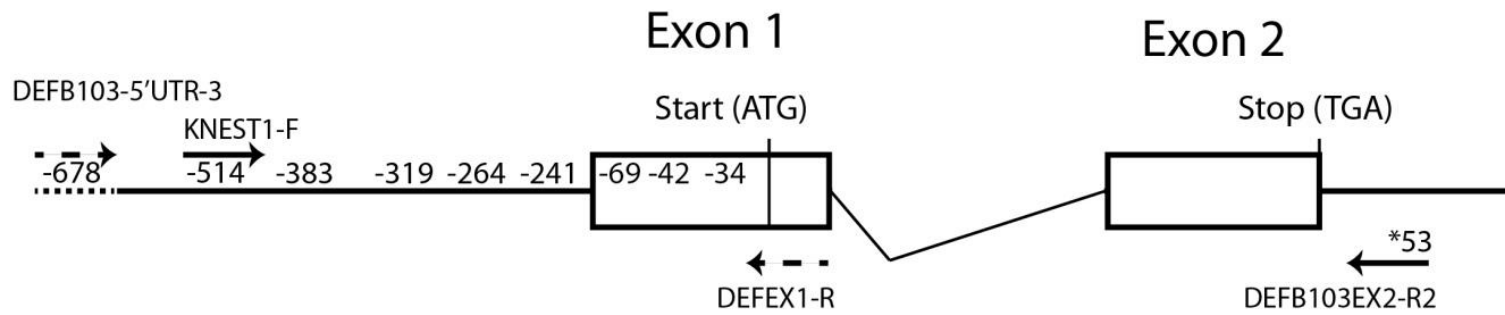 Exon 1
Exon 2
DEFB103-5'UTR-3
Start (ATG)
Stop (TGA)
KNEST1-F
-678 -514 -383 -319 -264 -241 -69 -42 -34
*53
DEFEX1-R
DEFB103EX2-R2